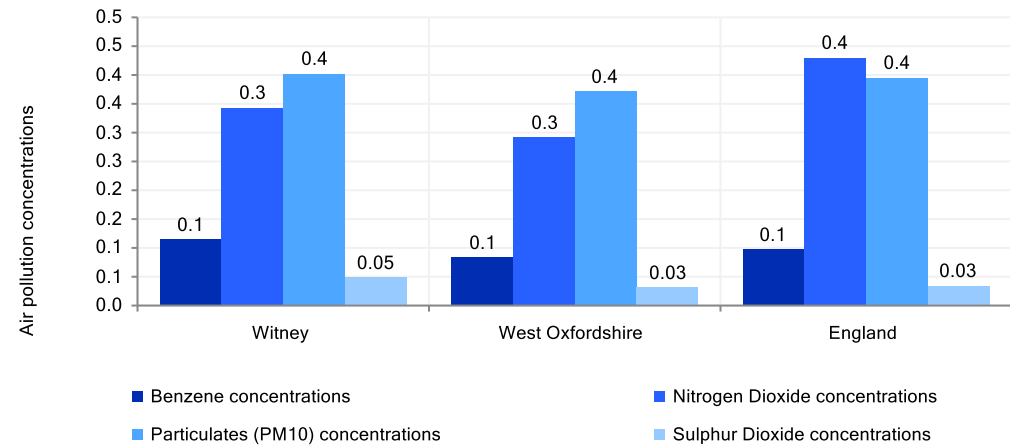 0.5
0.5
0.4
0.4
0.3
0.3
0.2
0.2
0.1
0.1
0.0
Air pollution concentrations
0.1
0.3
0.4
0.05
0.1
0.3
0.4
0.03
0.1
0.4
0.4
0.03
Witney
West Oxfordshire
England
Benzene concentrations
Nitrogen Dioxide concentrations
Particulates (PM10) concentrations
Sulphur Dioxide concentrations